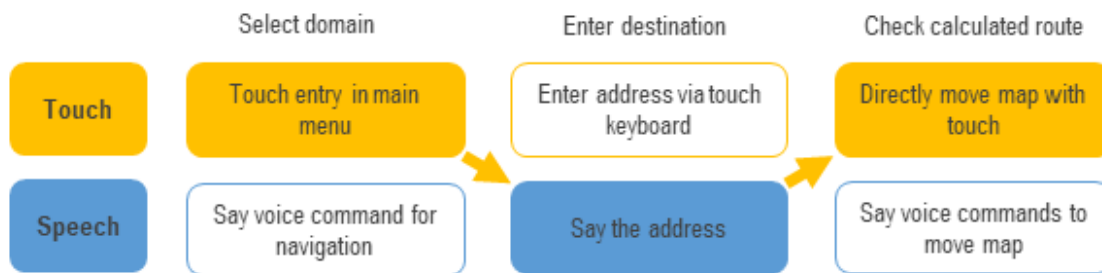 Select domain
Enter destination
Check calculated route
Touch
Touch entry in main
menu
Enter address via touch
keyboard
Directly move map with
touch
Speech
Say voice command for
navigation
Say the address
Say voice commands to
move map